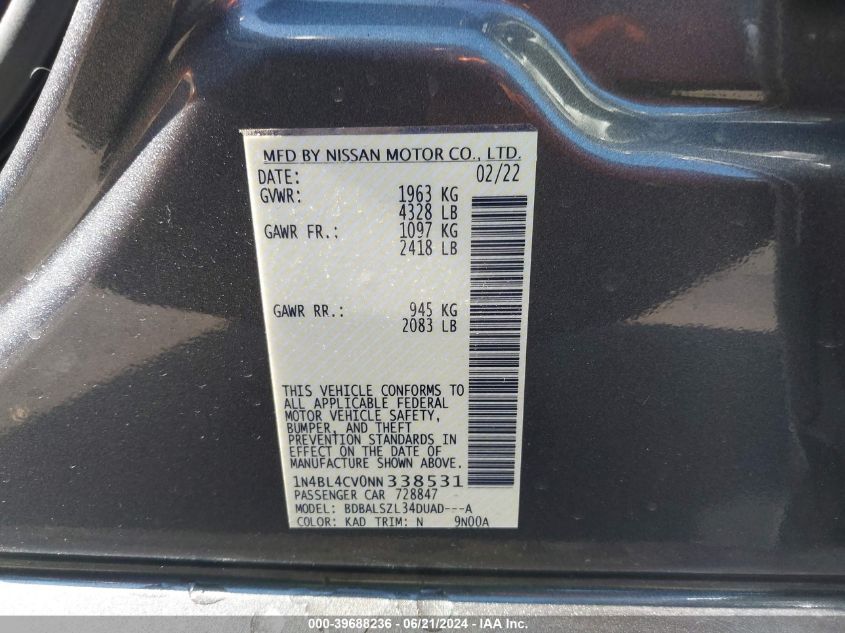 MFD BY NISSAN MOTOR CO., LTD.
DATE: 02/22
GVWR: 1963 KG
4328 LB
GAWR FR.: 1097 KG
2418 LB
GAWR RR.: 945 KG
2083 LB
THIS VEHICLE CONFORMS TO
ALL APPLICABLE FEDERAL
MOTOR VEHICLE SAFETY,
BUMPER, AND THEFT
PREVENTION STANDARDS IN
EFFECT ON THE DATE OF
MANUFACTURE SHOWN ABOVE.
1N4BL4CV0NN338531
PASSENGER CAR 728847
MODEL: BDBALSZL34DUAD---A
COLOR: KAD TRIM: N 9N00A
000-39688236 - 06/21/2024 - IAAI.com